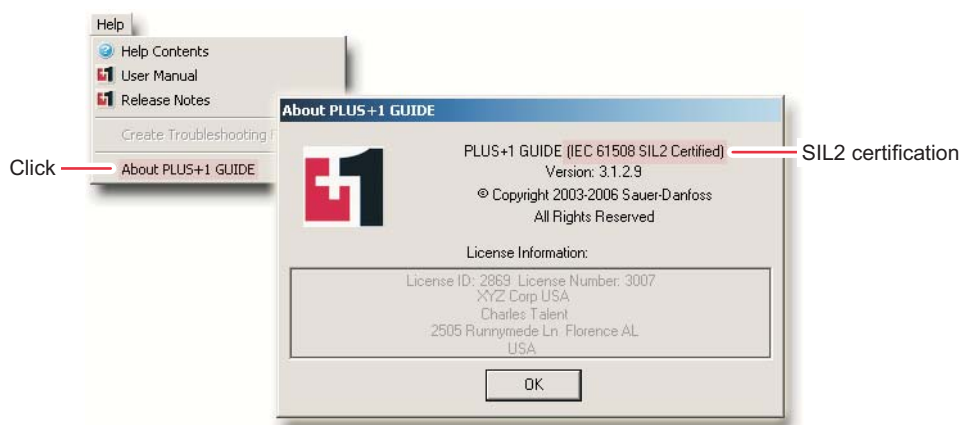 Help
Help Contents
User Manual
Release Notes
Create Troubleshooting
About PLUS+1 GUIDE
Click
About PLUS+1 GUIDE
PLUS+1 GUIDE (IEC 61508 SIL2 Certified)
SIL2 certification
Version: 3.1.2.9
© Copyright 2003-2006 Sauer-Danfoss
All Rights Reserved
License Information:
License ID: 2869 License Number: 3007
XYZ Corp USA
Charles Talent
2505 Runnymede Ln. Florence AL
USA
OK